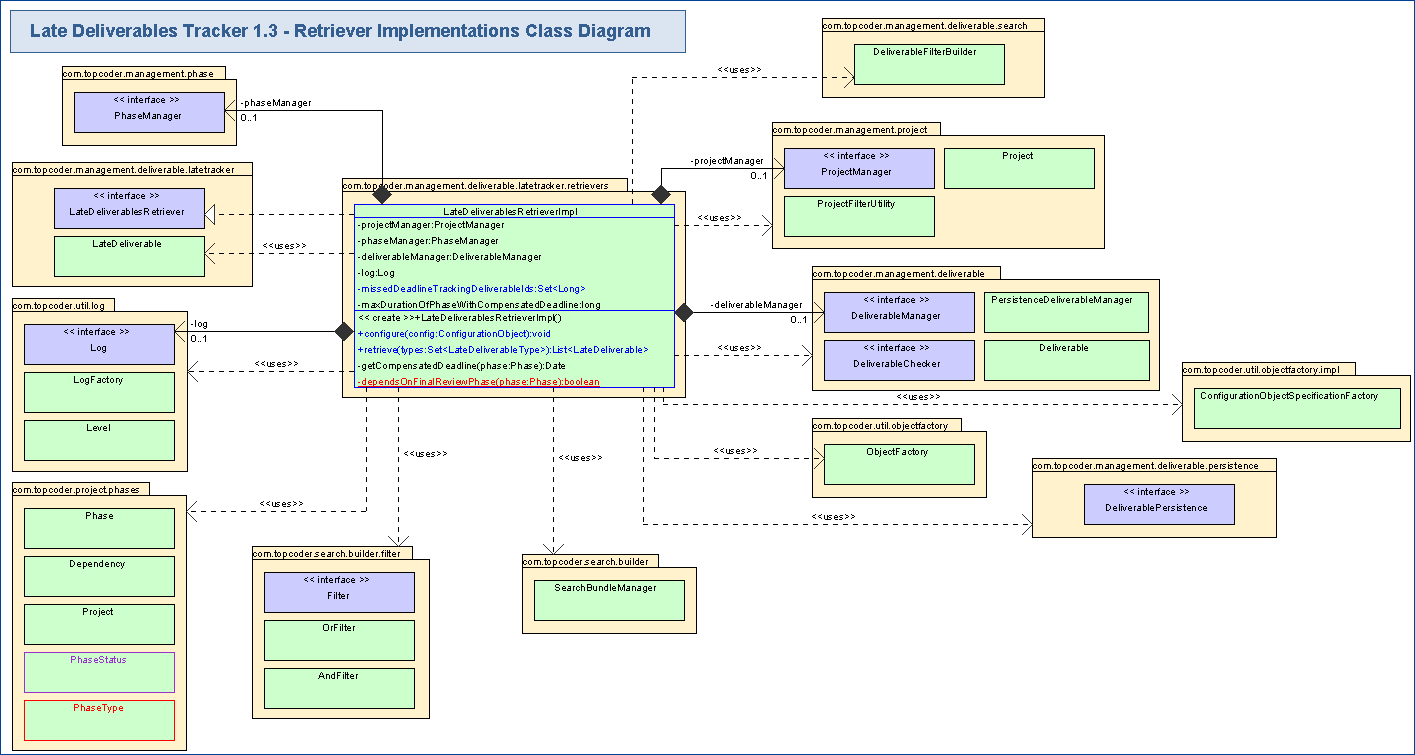 Late Deliverables Tracker 1.3 - Retriever Implementations Class Diagram
com.topcoder.management.deliverable.search
DeliverableFilterBuilder
<<uses>>
com.topcoder.management.phase
<< interface >>
PhaseManager
-phaseManager
0..1
com.topcoder.management.project
<< interface >>
ProjectManager
Project
ProjectFilterUtility
-projectManager
0..1
<<uses>>
com.topcoder.management.deliverable.latetracker
<< interface >>
LateDeliverablesRetriever
LateDeliverable
<<uses>>
com.topcoder.management.deliverable.latetracker.retrievers
LateDeliverablesRetrieverImpl
-projectManager:ProjectManager
-phaseManager:PhaseManager
-deliverableManager:DeliverableManager
-log:Log
-missedDeadlineTrackingDeliverableIds:Set<Long>
-maxDurationOfPhaseWithCompensatedDeadline:long
<< create >>+LateDeliverablesRetrieverImpl()
+configure(config:ConfigurationObject):void
+retrieve(types:Set<LateDeliverableType>):List<LateDeliverable>
-getCompensatedDeadline(phase:Phase):Date
-dependsOnFinalReviewPhase(phase:Phase):boolean
com.topcoder.management.deliverable
<< interface >>
DeliverableManager
PersistenceDeliverableManager
<< interface >>
DeliverableChecker
Deliverable
-deliverableManager
0..1
<<uses>>
com.topcoder.util.log
<< interface >>
Log
LogFactory
Level
-log
0..1
<<uses>>
com.topcoder.util.objectfactory.impl
ConfigurationObjectSpecificationFactory
<<uses>>
com.topcoder.util.objectfactory
ObjectFactory
<<uses>>
com.topcoder.management.deliverable.persistence
<< interface >>
DeliverablePersistence
<<uses>>
com.topcoder.project.phases
Phase
Dependency
Project
PhaseStatus
PhaseType
<<uses>>
com.topcoder.search.builder.filter
<< interface >>
Filter
OrFilter
AndFilter
<<uses>>
com.topcoder.search.builder
SearchBundleManager
<<uses>>